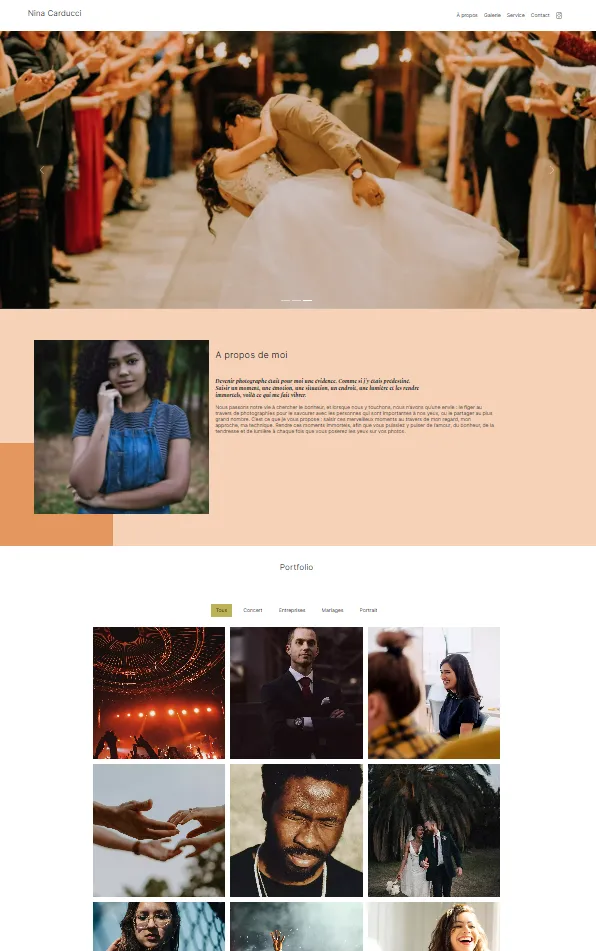 Nina Carducci
À propos Galerie Service Contact
A propos de moi
Devenir photographe était pour moi une évidence. Comme si j'y étais prédestiné.
Saisir un moment, une émotion, une situation, un endroit, une lumière et les rendre
immortels, voilà ce qui me fait vibrer.
Nous passons notre vie à chercher le bonheur, et lorsque nous y touchons, nous n'avons qu'une envie : le figer au
travers de photographies pour le savourer avec les personnes qui sont importantes à nos yeux, ou le partager au plus
grand nombre. C'est ce que je vous propose : saisir ces merveilleux moments au travers de mon regard, mon
approche, ma technique. Rendre ces moments immortels, afin que vous puissiez y puiser de l'amour, du bonheur, de la
tendresse et de lumière à chaque fois que vous poserez les yeux sur vos photos.
Portfolio
Tous Concert Entreprises Mariages Portrait